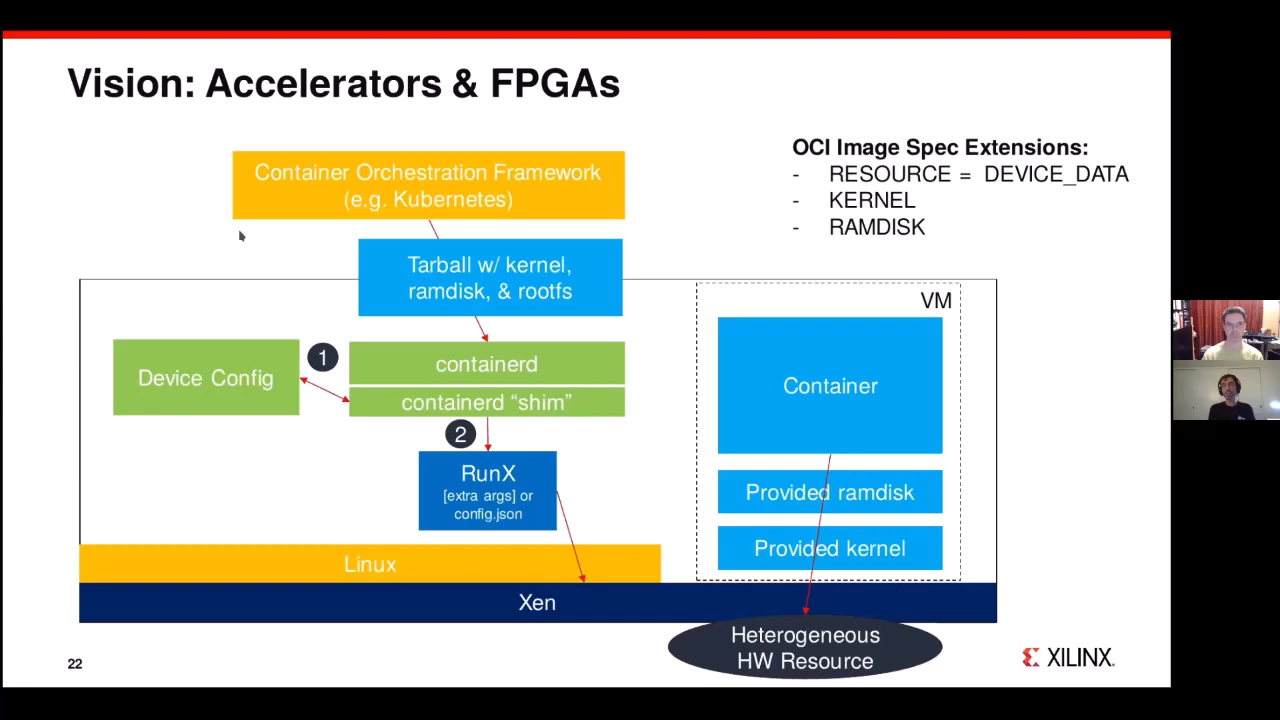 Vision: Accelerators & FPGAs
OCI Image Spec Extensions:
- RESOURCE = DEVICE_DATA
- KERNEL
- RAMDISK
Container Orchestration Framework
(e.g. Kubernetes)
Tarball w/ kernel,
ramdisk, & rootfs
VM
Device Config
1
containerd
containerd “shim”
2
RunX
[extra args] or
config.json
Container
Provided ramdisk
Provided kernel
Linux
Xen
Heterogeneous
HW Resource
22
XILINX.